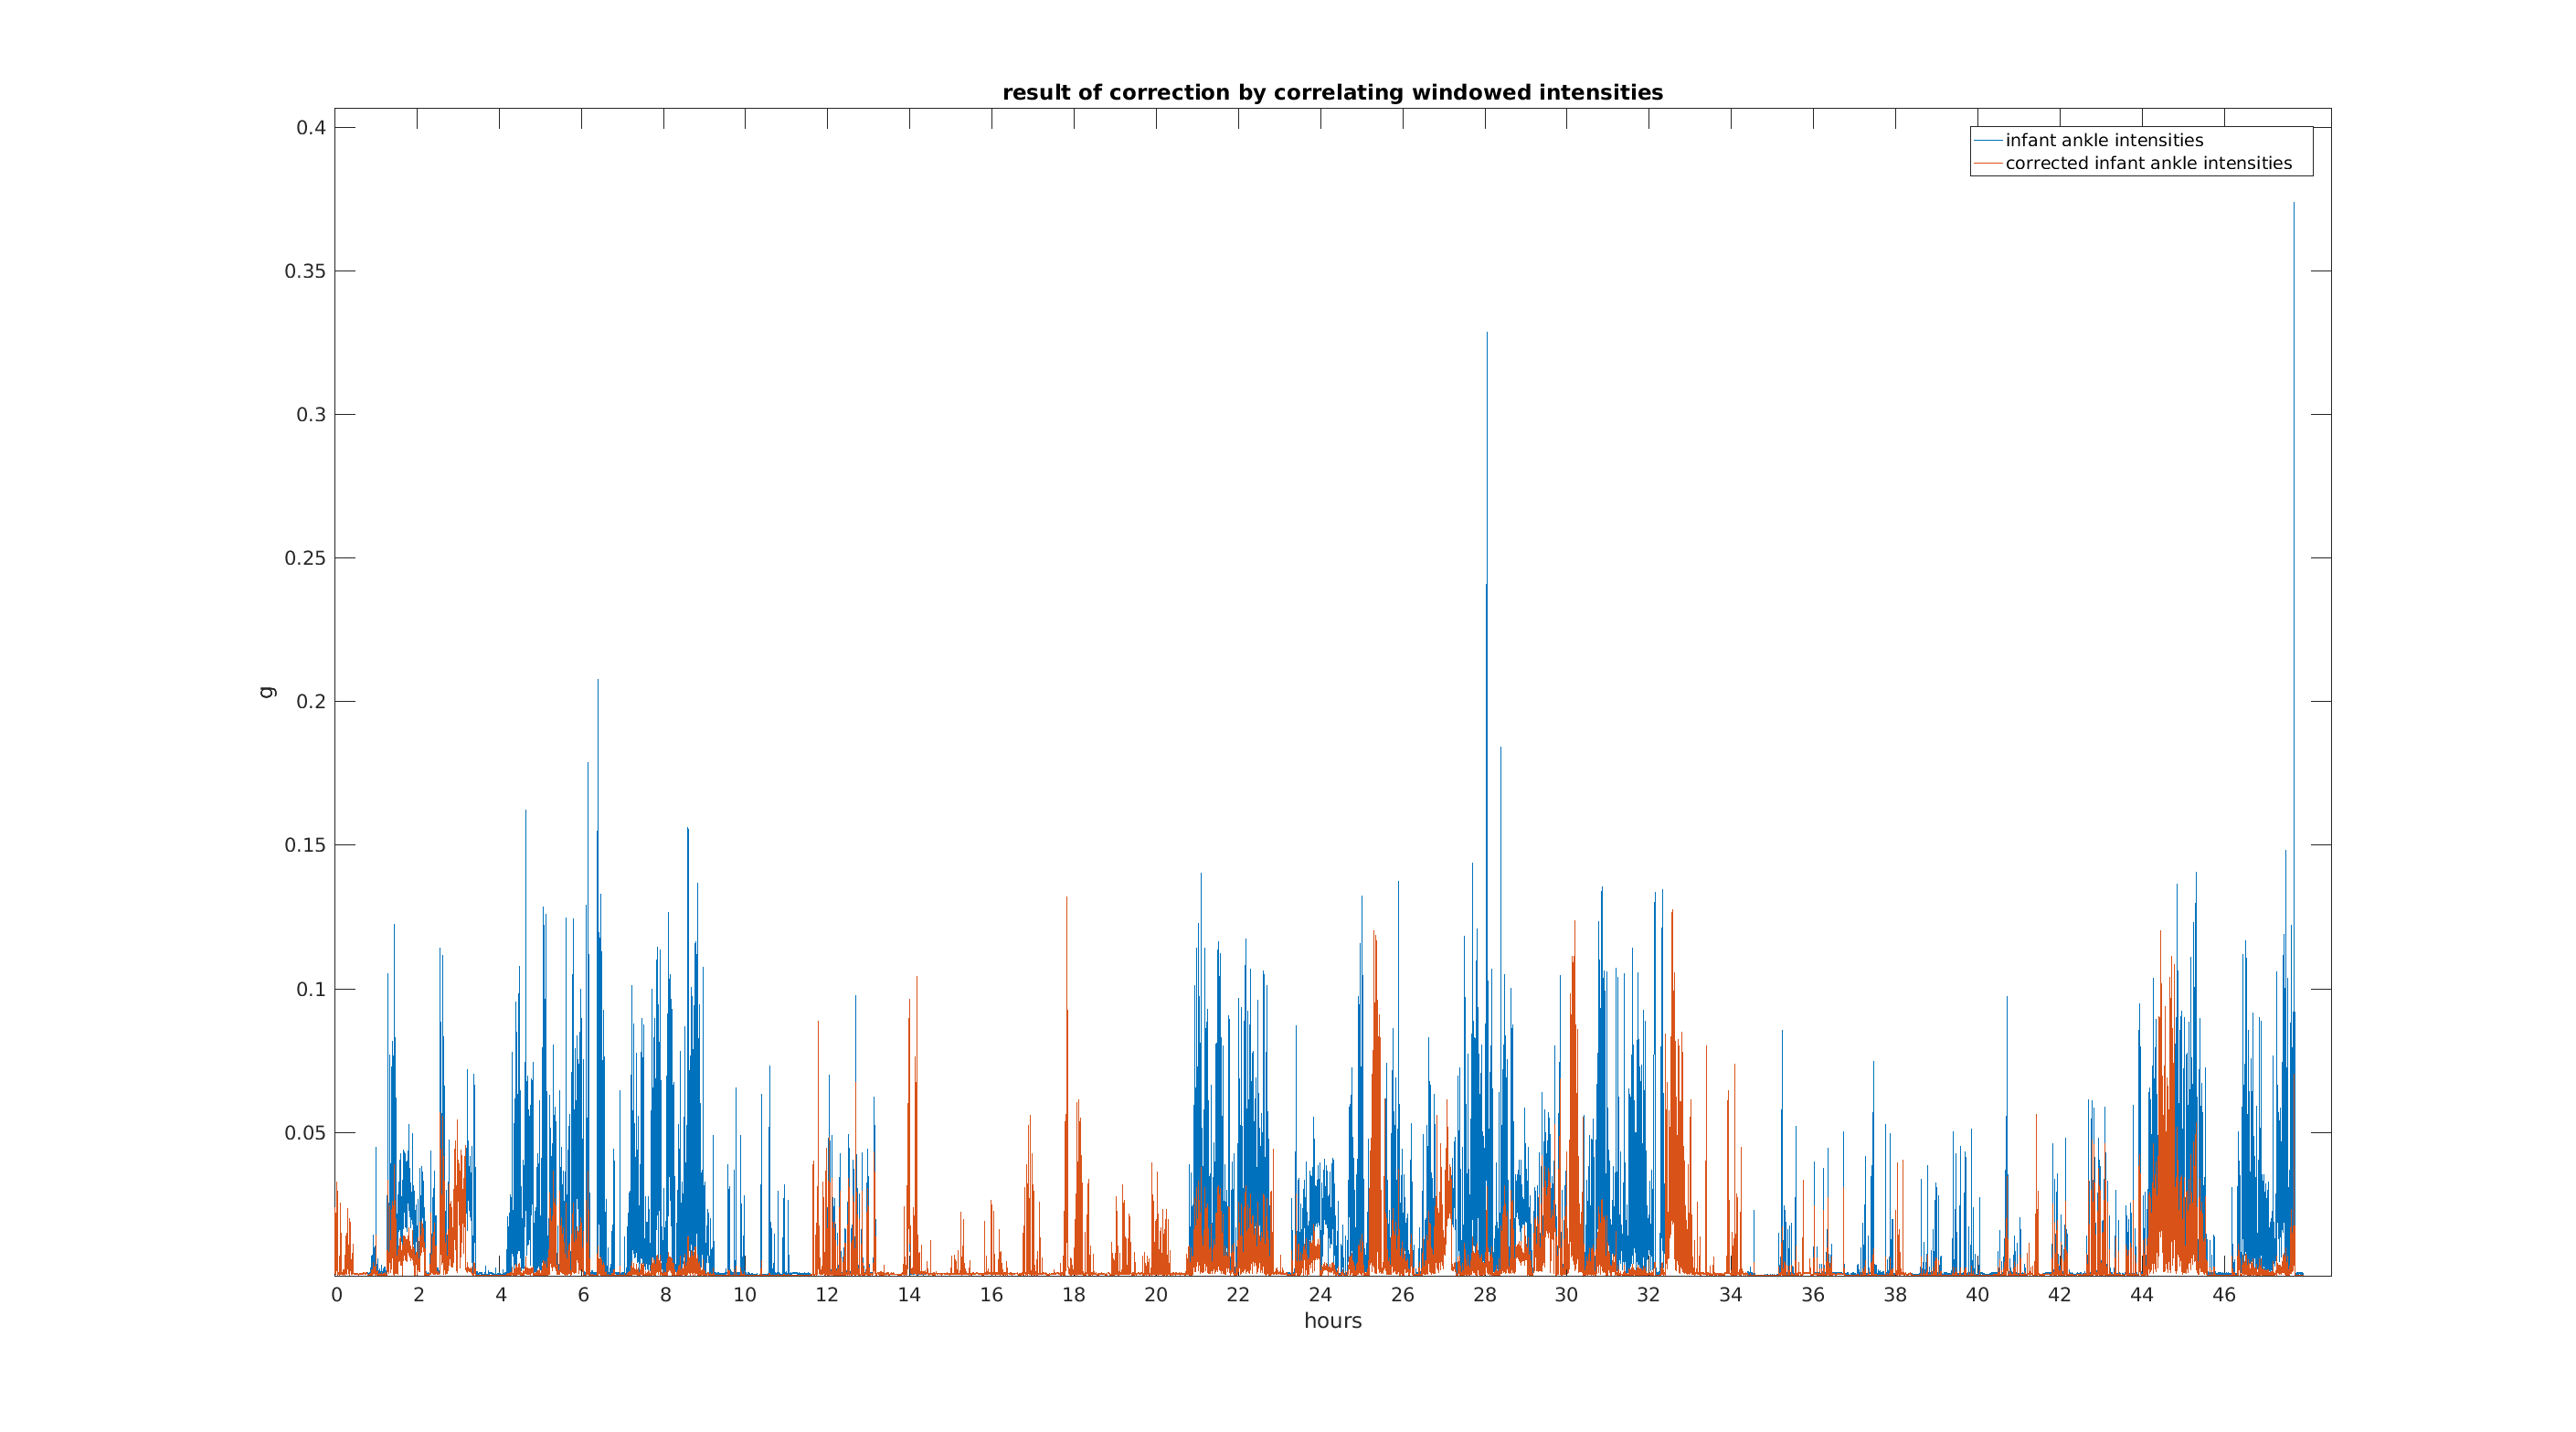 result of correction by correlating windowed intensities
infant ankle intensities
corrected infant ankle intensities
0.4
0.35
0.3
0.25
0.2
0.15
0.1
0.05
g
0 2 4 6 8 10 12 14 16 18 20 22 24 26 28 30 32 34 36 38 40 42 44 46
hours